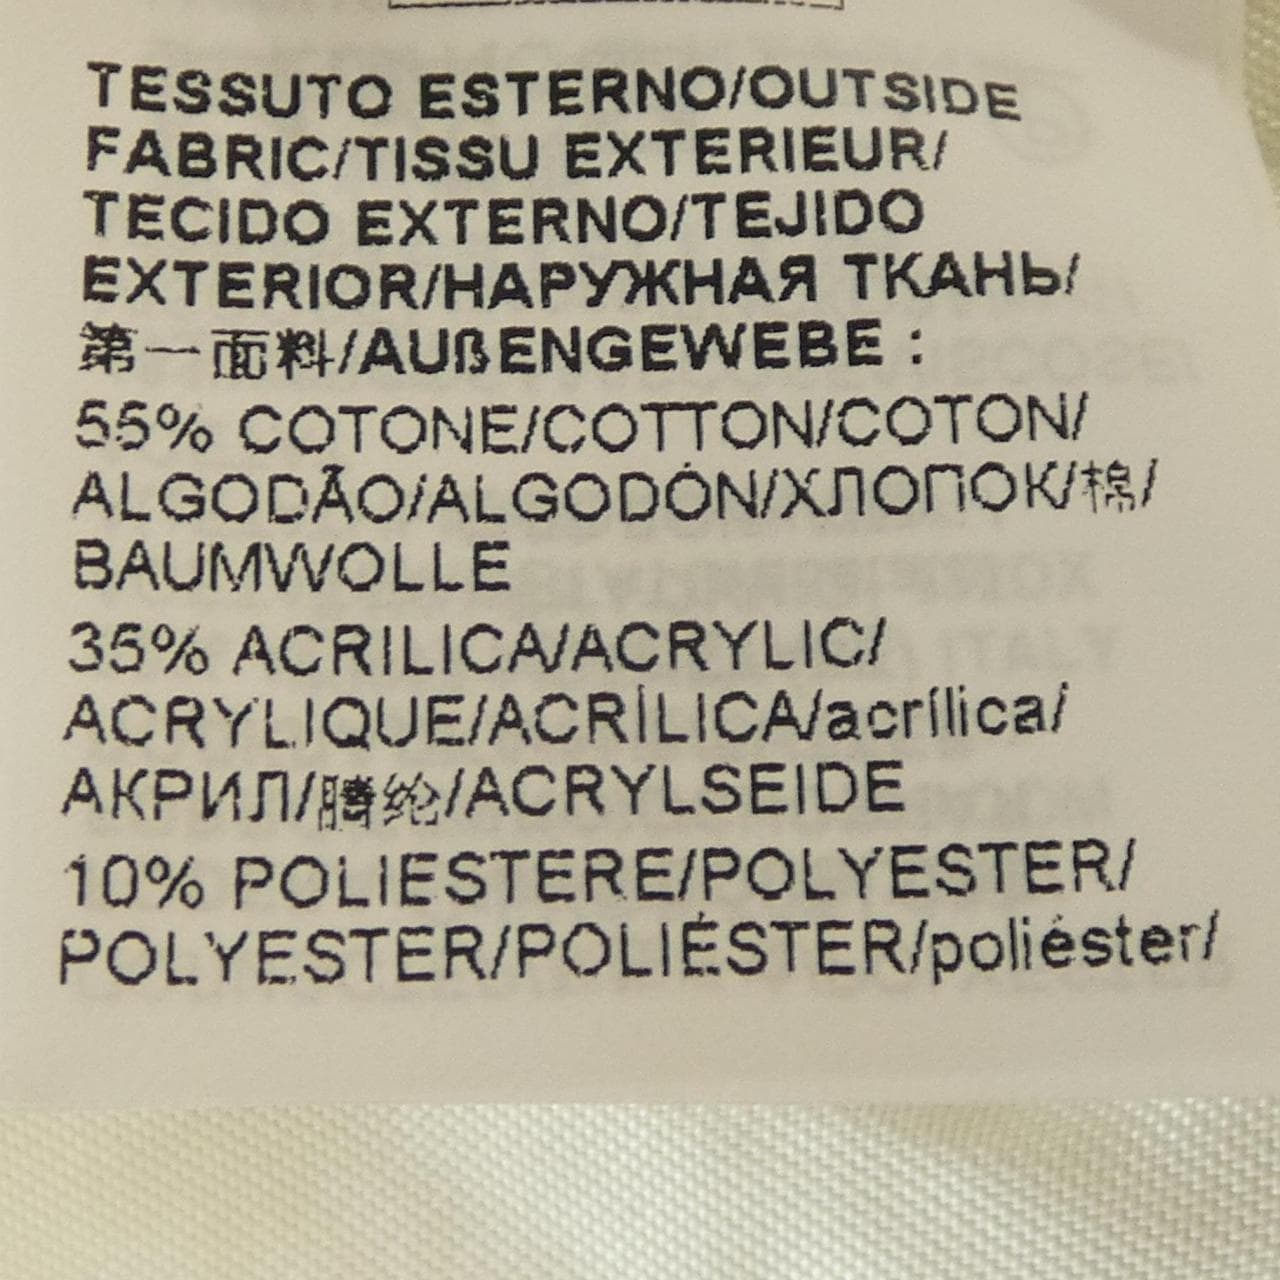 TESSUTO ESTERNO/OUTSIDE
FABRIC/TISSU EXTERIEUR/
TECIDO EXTERNO/TEJIDO
EXTERIOR/НАРУЖНАЯ ТКАНЬ/
第一面料/AUßENGEWEBE :
55% COTONE/COTTON/COTON/
ALGODÃO/ALGODÓN/ХЛОПОК/棉/
BAUMWOLLE
35% ACRILICA/ACRYLIC/
ACRYLIQUE/ACRÍLICA/acrílica/
АКРИЛ/腈纶/ACRYLSEIDE
10% POLIESTERE/POLYESTER/
POLYESTER/POLIÉSTER/poliéster/